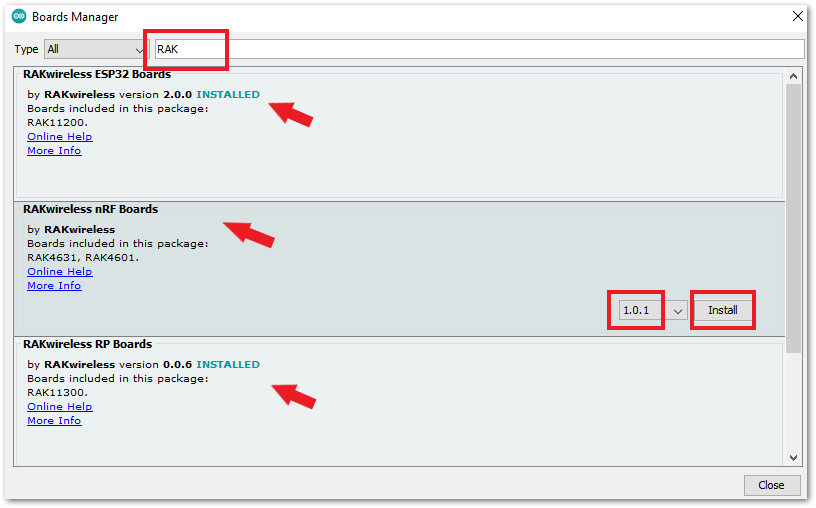 Boards Manager
Type All RAK
RAKwireless ESP32 Boards
by RAKwireless version 2.0.0 INSTALLED
Boards included in this package:
RAK11200.
Online Help
More Info
RAKwireless nRF Boards
by RAKwireless
Boards included in this package:
RAK4631, RAK4601.
Online Help
More Info
1.0.1 Install
RAKwireless RP Boards
by RAKwireless version 0.0.6 INSTALLED
Boards included in this package:
RAK11300.
Online Help
More Info
Close